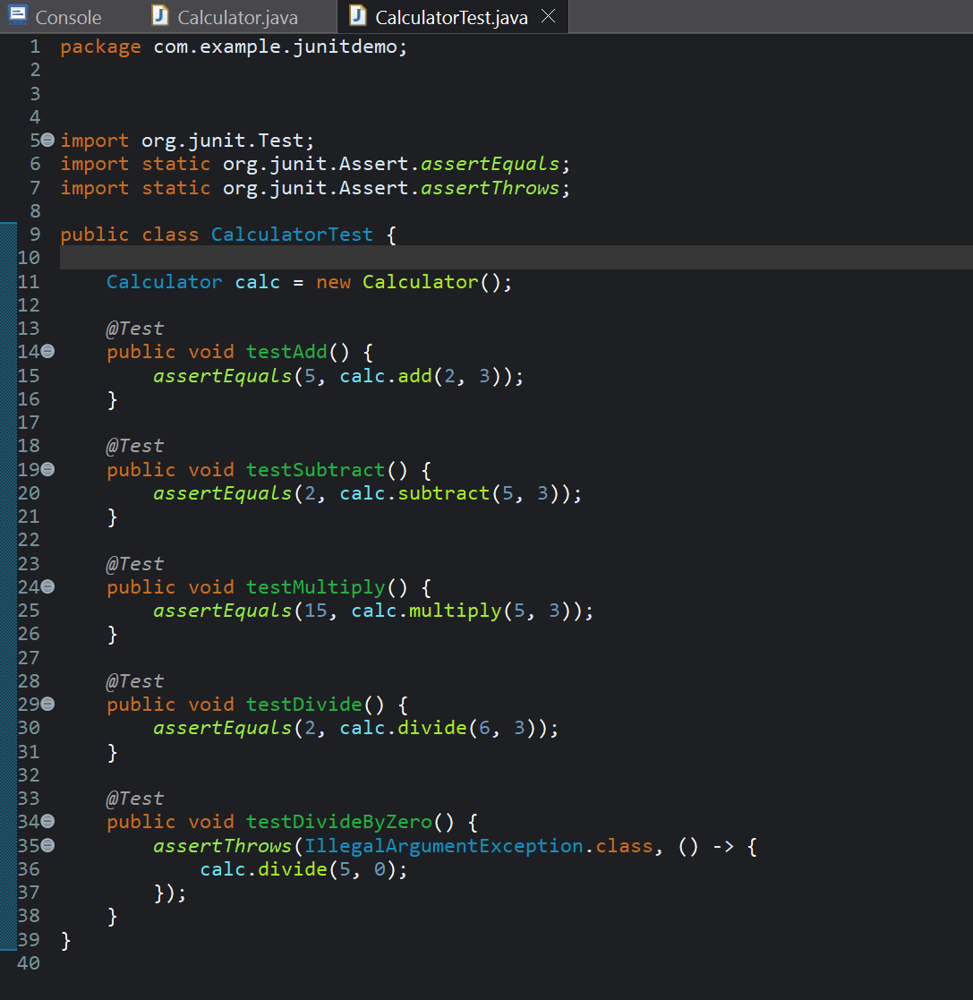 Console Calculator.java CalculatorTest.java
1 package com.example.junitdemo;
2
3
4
5 import org.junit.Test;
6 import static org.junit.Assert.assertEquals;
7 import static org.junit.Assert.assertThrows;
8
9 public class CalculatorTest {
10
11     Calculator calc = new Calculator();
12
13     @Test
14     public void testAdd() {
15         assertEquals(5, calc.add(2, 3));
16     }
17
18     @Test
19     public void testSubtract() {
20         assertEquals(2, calc.subtract(5, 3));
21     }
22
23     @Test
24     public void testMultiply() {
25         assertEquals(15, calc.multiply(5, 3));
26     }
27
28     @Test
29     public void testDivide() {
30         assertEquals(2, calc.divide(6, 3));
31     }
32
33     @Test
34     public void testDivideByZero() {
35         assertThrows(IllegalArgumentException.class, () -> {
36             calc.divide(5, 0);
37         });
38     }
39 }
40